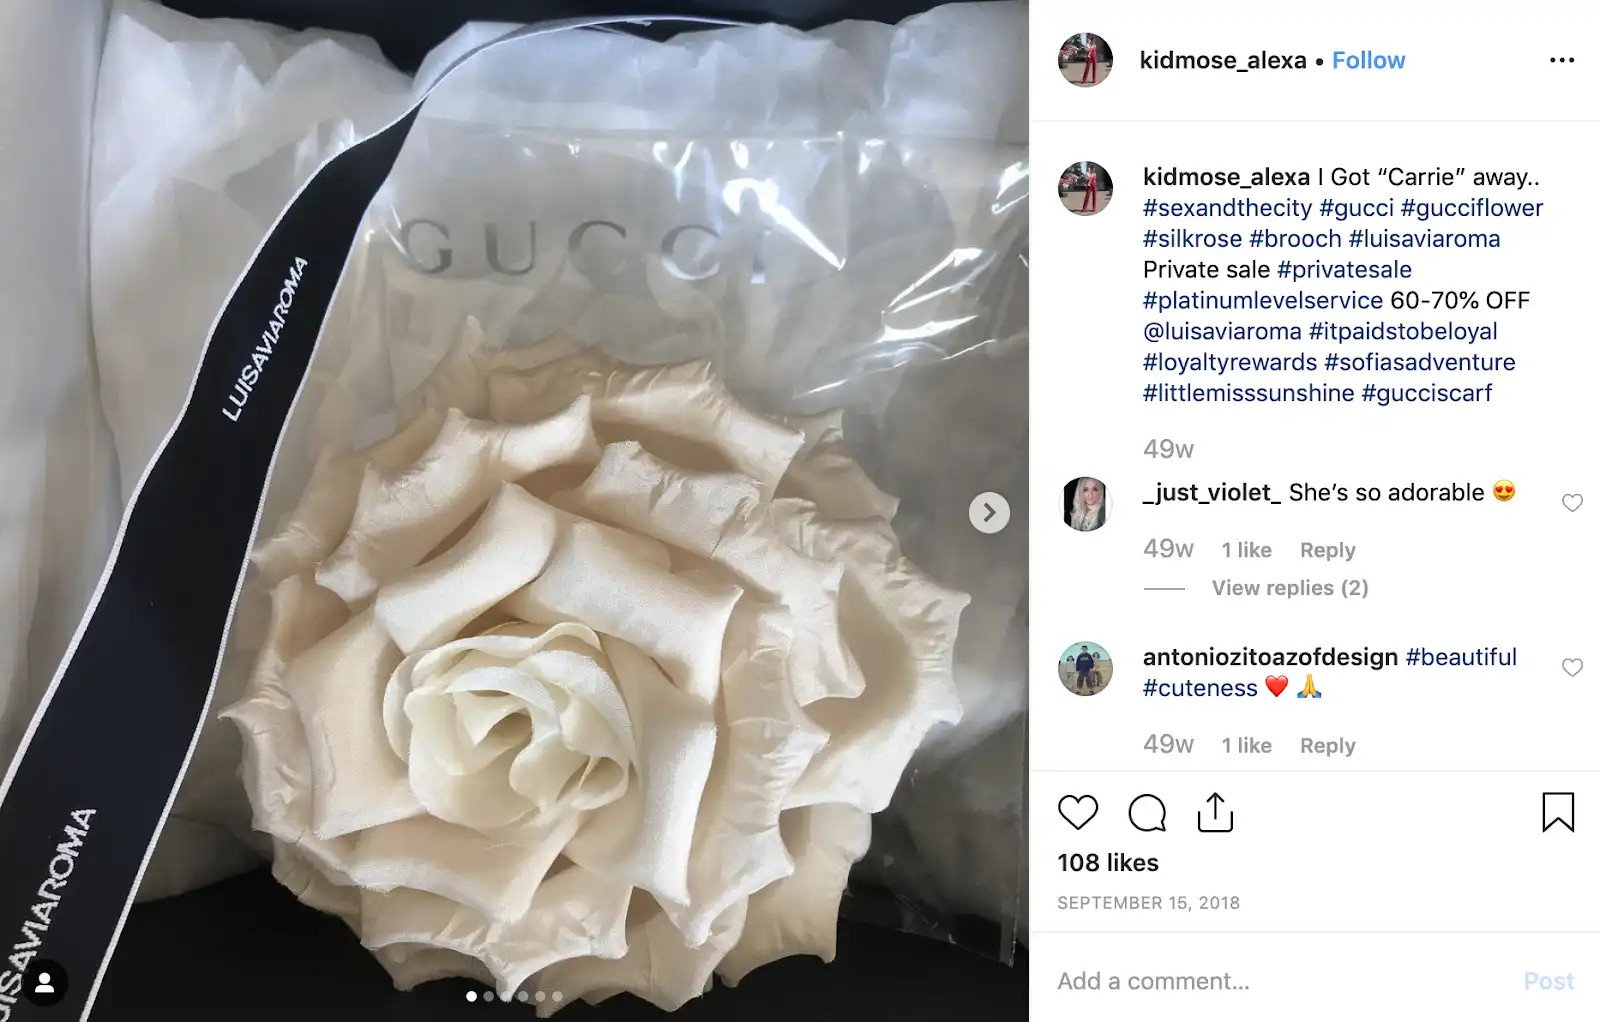 GUCCI
LUISAVIAROMA
LUISAVIAROMA
kidmose_alexa • Follow
kidmose_alexa I Got “Carrie” away..
#sexandthecity #gucci #gucciflower
#silkrose #brooch #luisaviaroma
Private sale #privatesale
#platinumlevelservice 60-70% OFF
@luisaviaroma #itpaidstobeloyal
#loyaltyrewards #sofiasadventure
#littlemisssunshine #gucciscarf
49w
_just_violet_ She’s so adorable 😍
49w 1 like Reply
View replies (2)
antoniozitoazofdesign #beautiful
#cuteness ❤️ 🙏
49w 1 like Reply
108 likes
SEPTEMBER 15, 2018
Add a comment... Post